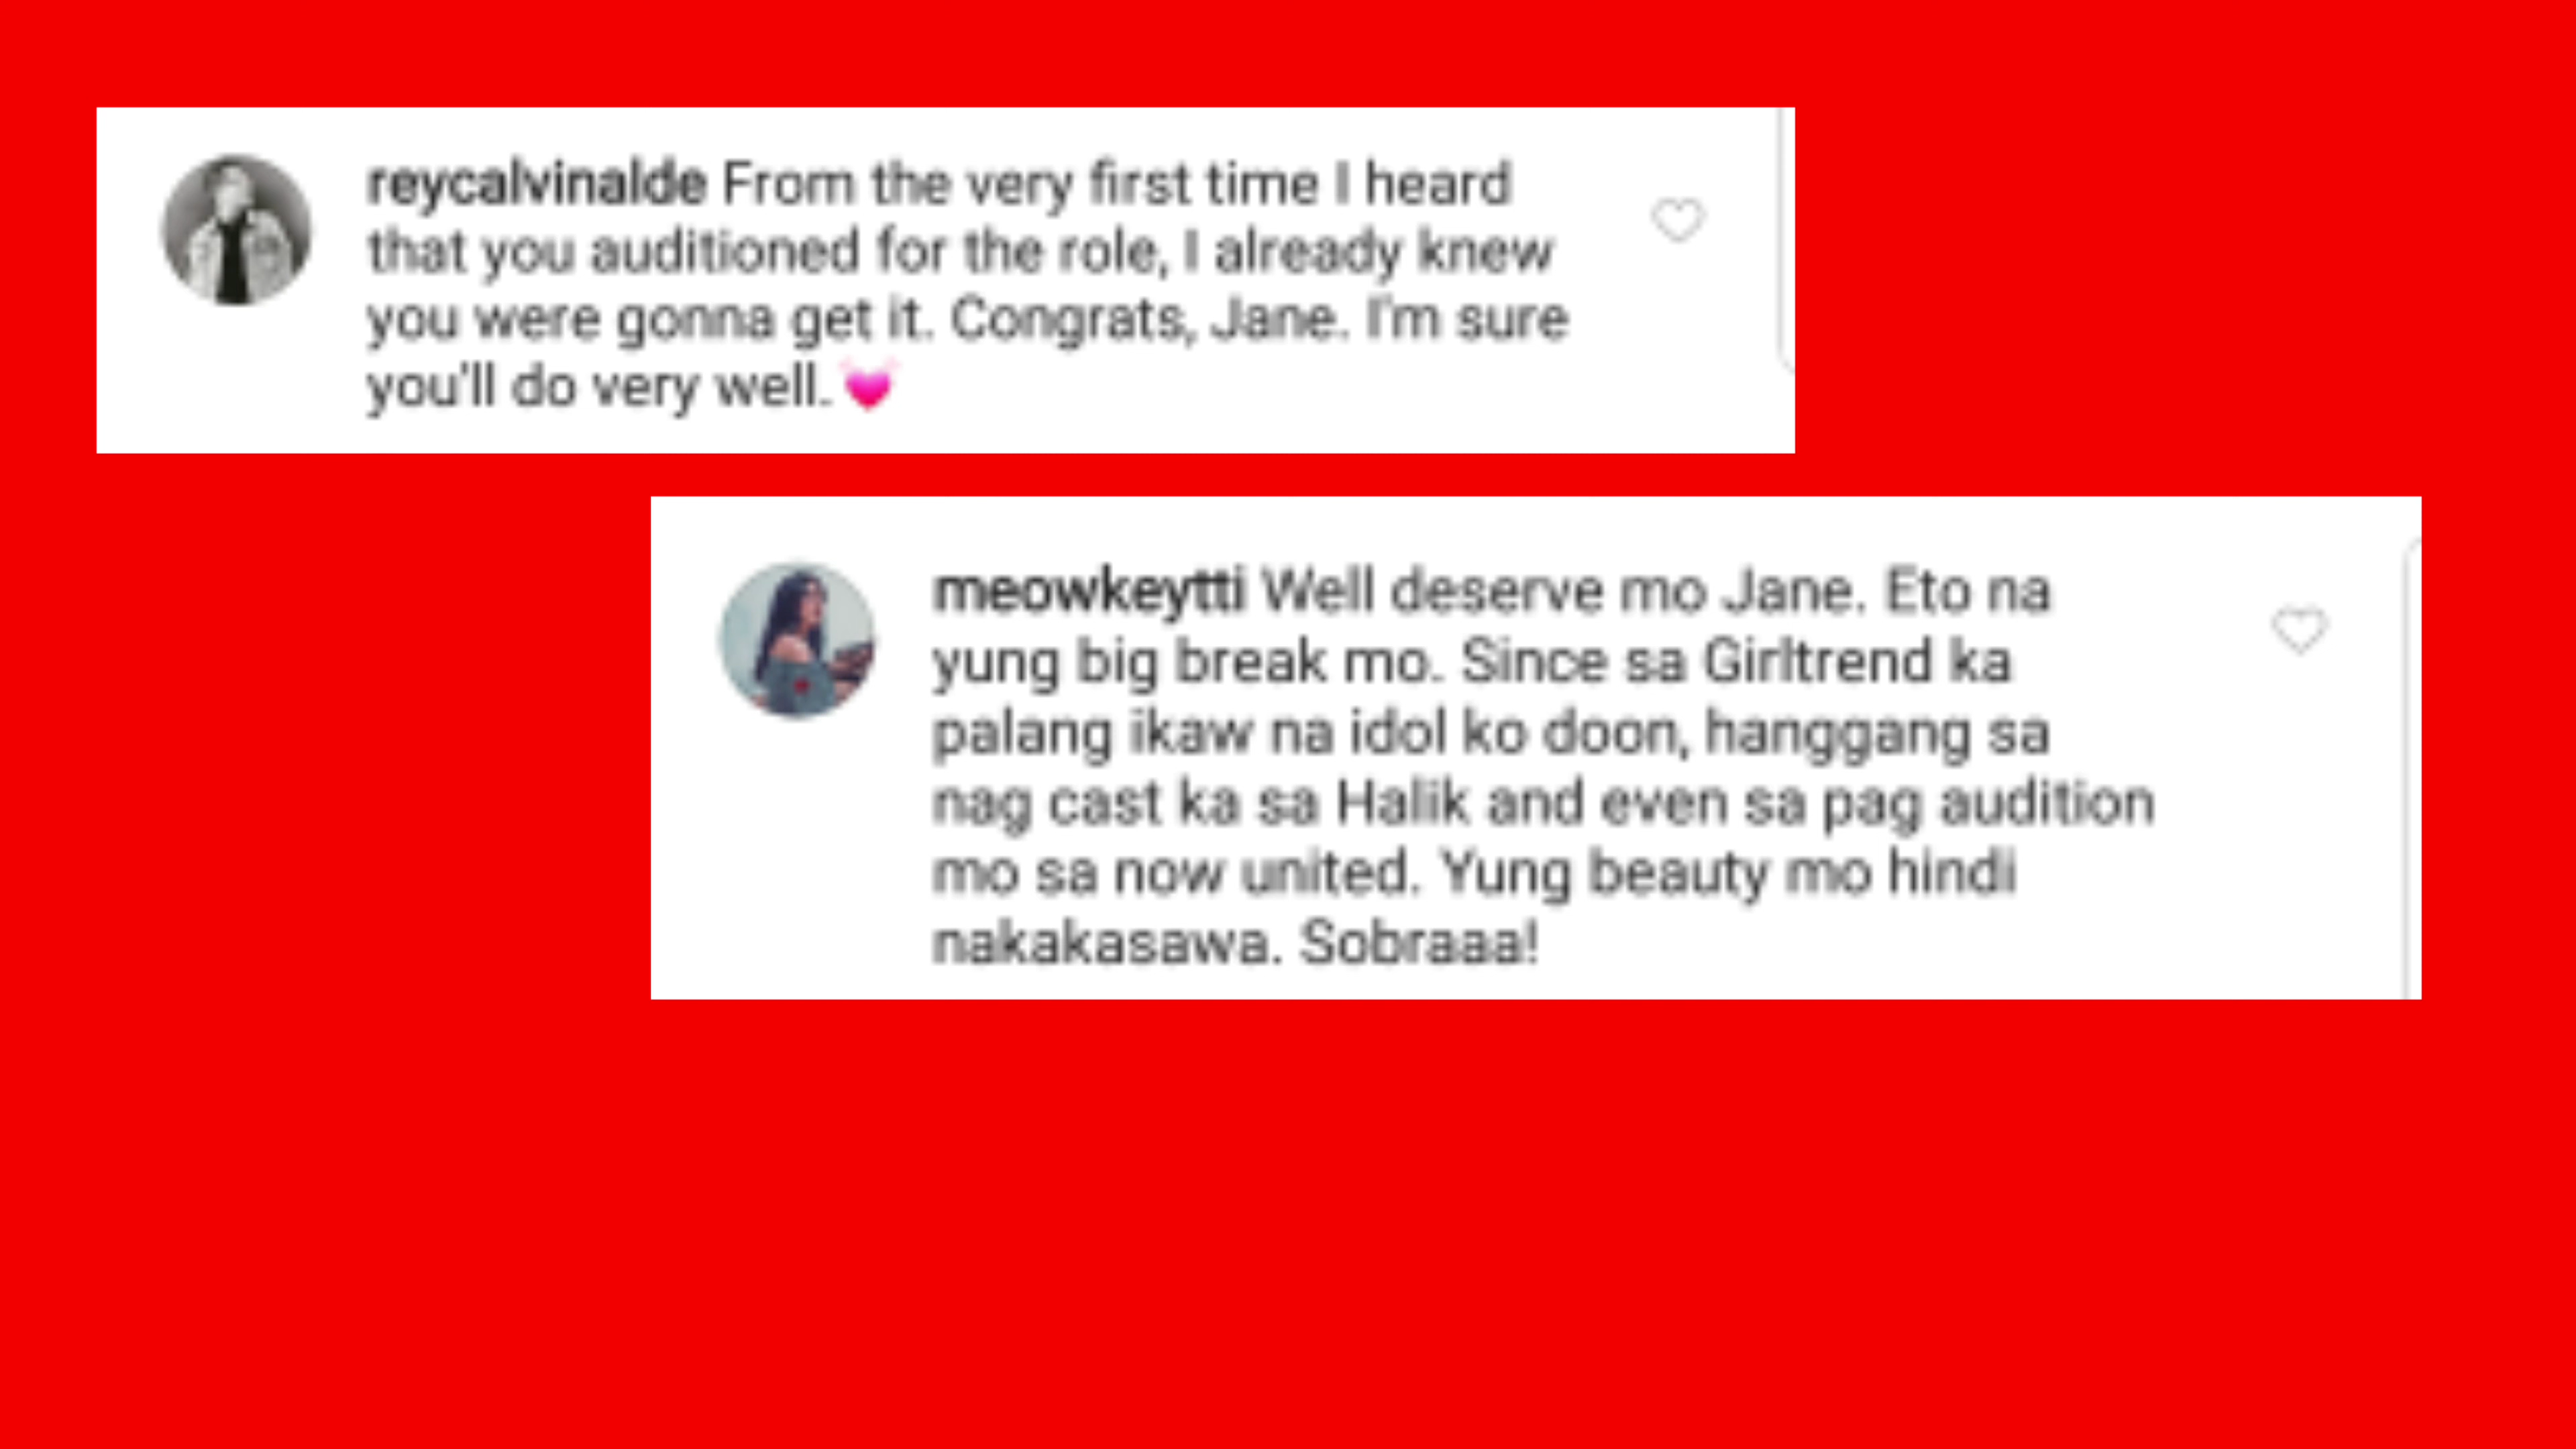 reycalvinalde From the very first time I heard
that you auditioned for the role, I already knew
you were gonna get it. Congrats, Jane. I'm sure
you'll do very well.💓
meowkeytti Well deserve mo Jane. Eto na
yung big break mo. Since sa Girltrend ka
palang ikaw na idol ko doon, hanggang sa
nag cast ka sa Halik and even sa pag audition
mo sa now united. Yung beauty mo hindi
nakakasawa. Sobraaa!